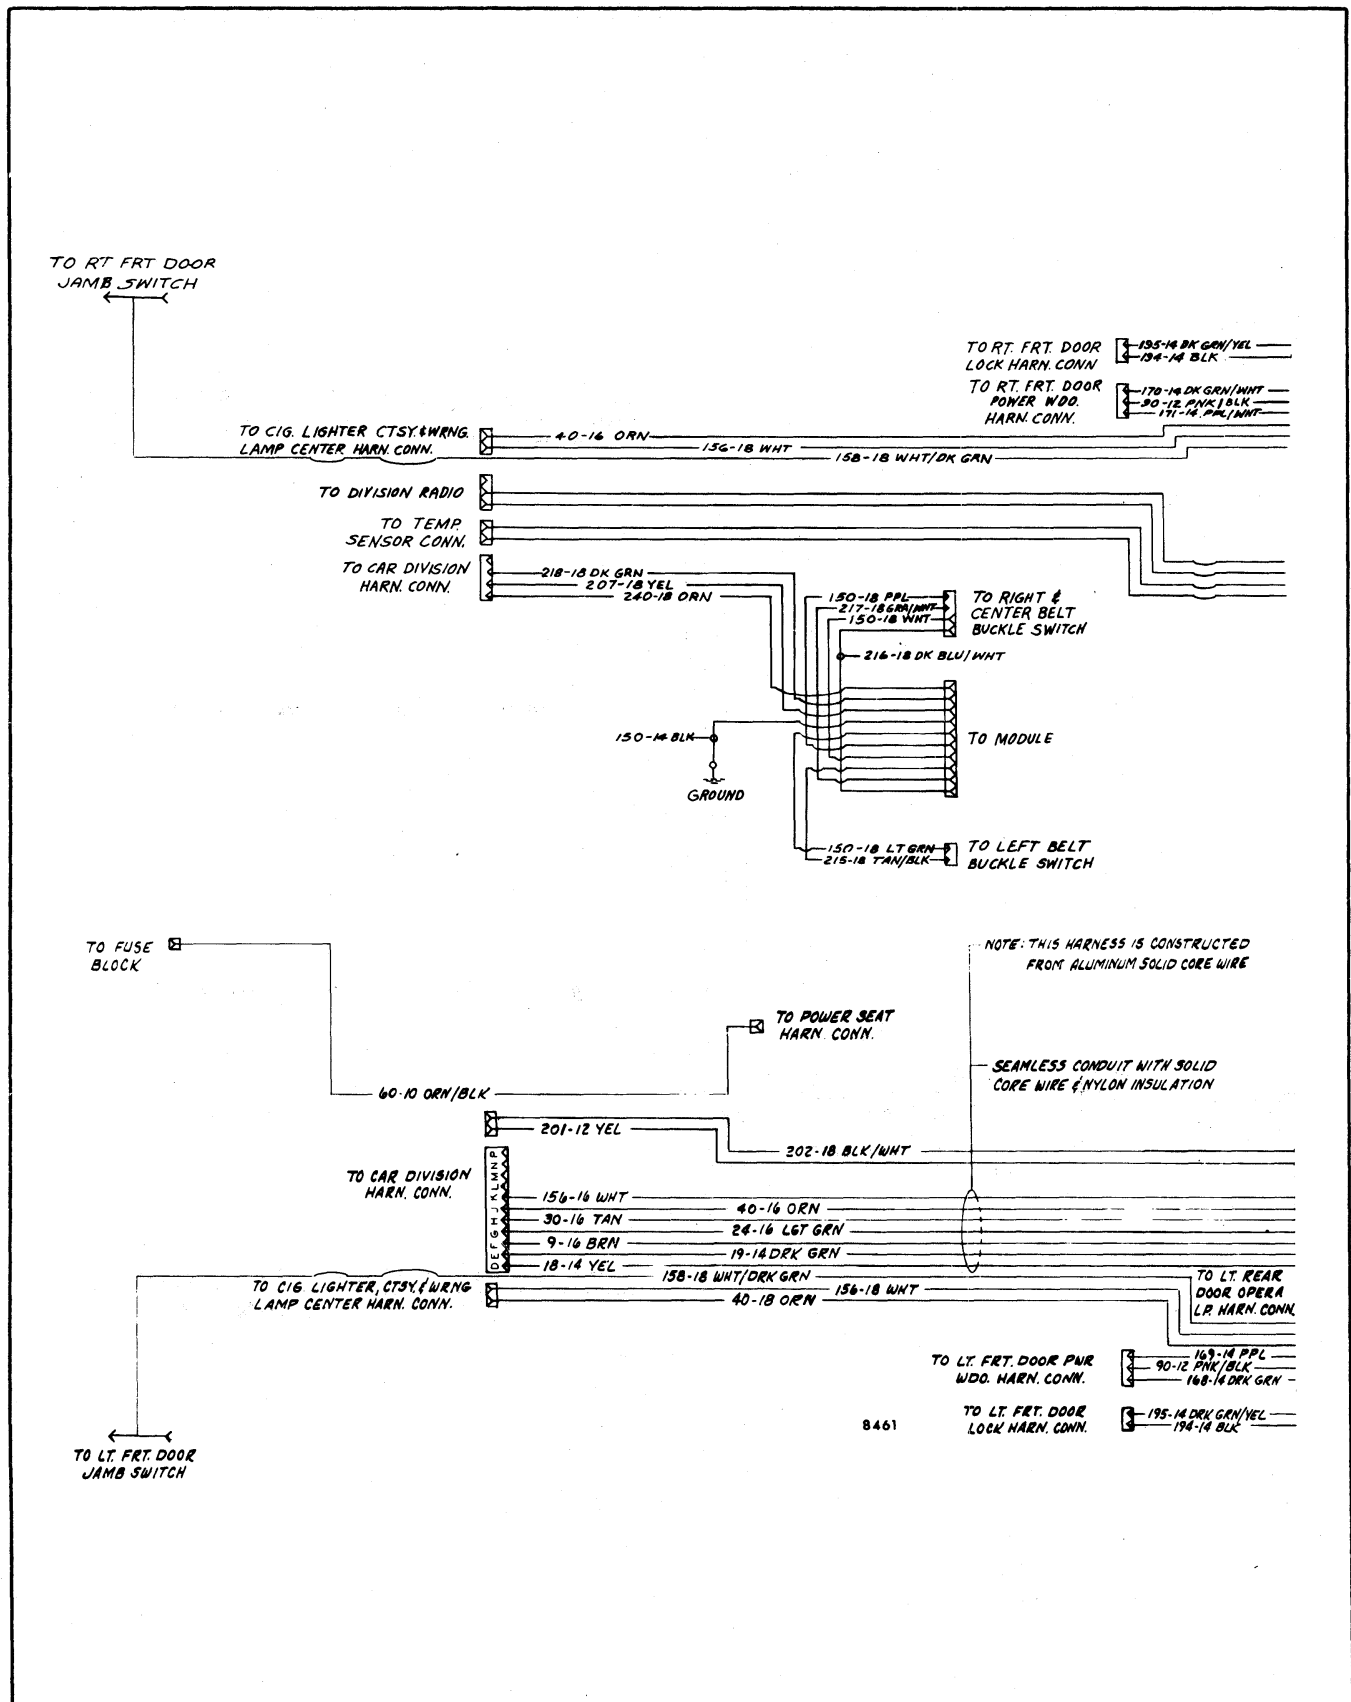 TO RT FRT DOOR
JAMB SWITCH
TO RT. FRT. DOOR
LOCK HARN. CONN
195-14 DK GRN/YEL
194-14 BLK
TO RT. FRT. DOOR
POWER WDO.
HARN. CONN.
170-14 DK GRN/WHT
90-12 PNK/BLK
171-14 PPL/WHT
TO CIG. LIGHTER CTSY. & WRNG.
LAMP CENTER HARN. CONN.
40-16 ORN
156-18 WHT
158-18 WHT/DK GRN
TO DIVISION RADIO
TO TEMP.
SENSOR CONN.
TO CAR DIVISION
HARN. CONN.
218-18 DK GRN
207-18 YEL
240-18 ORN
150-18 PPL
217-18 GRA/WHT
150-18 WHT
TO RIGHT &
CENTER BELT
BUCKLE SWITCH
216-18 DK BLU/WHT
150-14 BLK
GROUND
TO MODULE
150-18 LT GRN
215-18 TAN/BLK
TO LEFT BELT
BUCKLE SWITCH
TO FUSE
BLOCK
NOTE: THIS HARNESS IS CONSTRUCTED
FROM ALUMINUM SOLID CORE WIRE
TO POWER SEAT
HARN. CONN.
SEAMLESS CONDUIT WITH SOLID
CORE WIRE & NYLON INSULATION
60-10 ORN/BLK
201-12 YEL
202-18 BLK/WHT
TO CAR DIVISION
HARN. CONN.
D E F G H J K L M N P
156-16 WHT
40-16 ORN
30-16 TAN
24-16 LGT GRN
9-16 BRN
19-14 DRK GRN
18-14 YEL
158-18 WHT/DRK GRN
TO CIG. LIGHTER, CTSY. & WRNG
LAMP CENTER HARN. CONN.
156-18 WHT
40-18 ORN
TO LT. REAR
DOOR OPERA
LP. HARN. CONN.
TO LT. FRT. DOOR PWR
WDO. HARN. CONN.
169-14 PPL
90-12 PNK/BLK
168-14 DRK GRN
8461
TO LT. FRT. DOOR
LOCK HARN. CONN.
195-14 DRK GRN/YEL
194-14 BLK
TO LT. FRT. DOOR
JAMB SWITCH